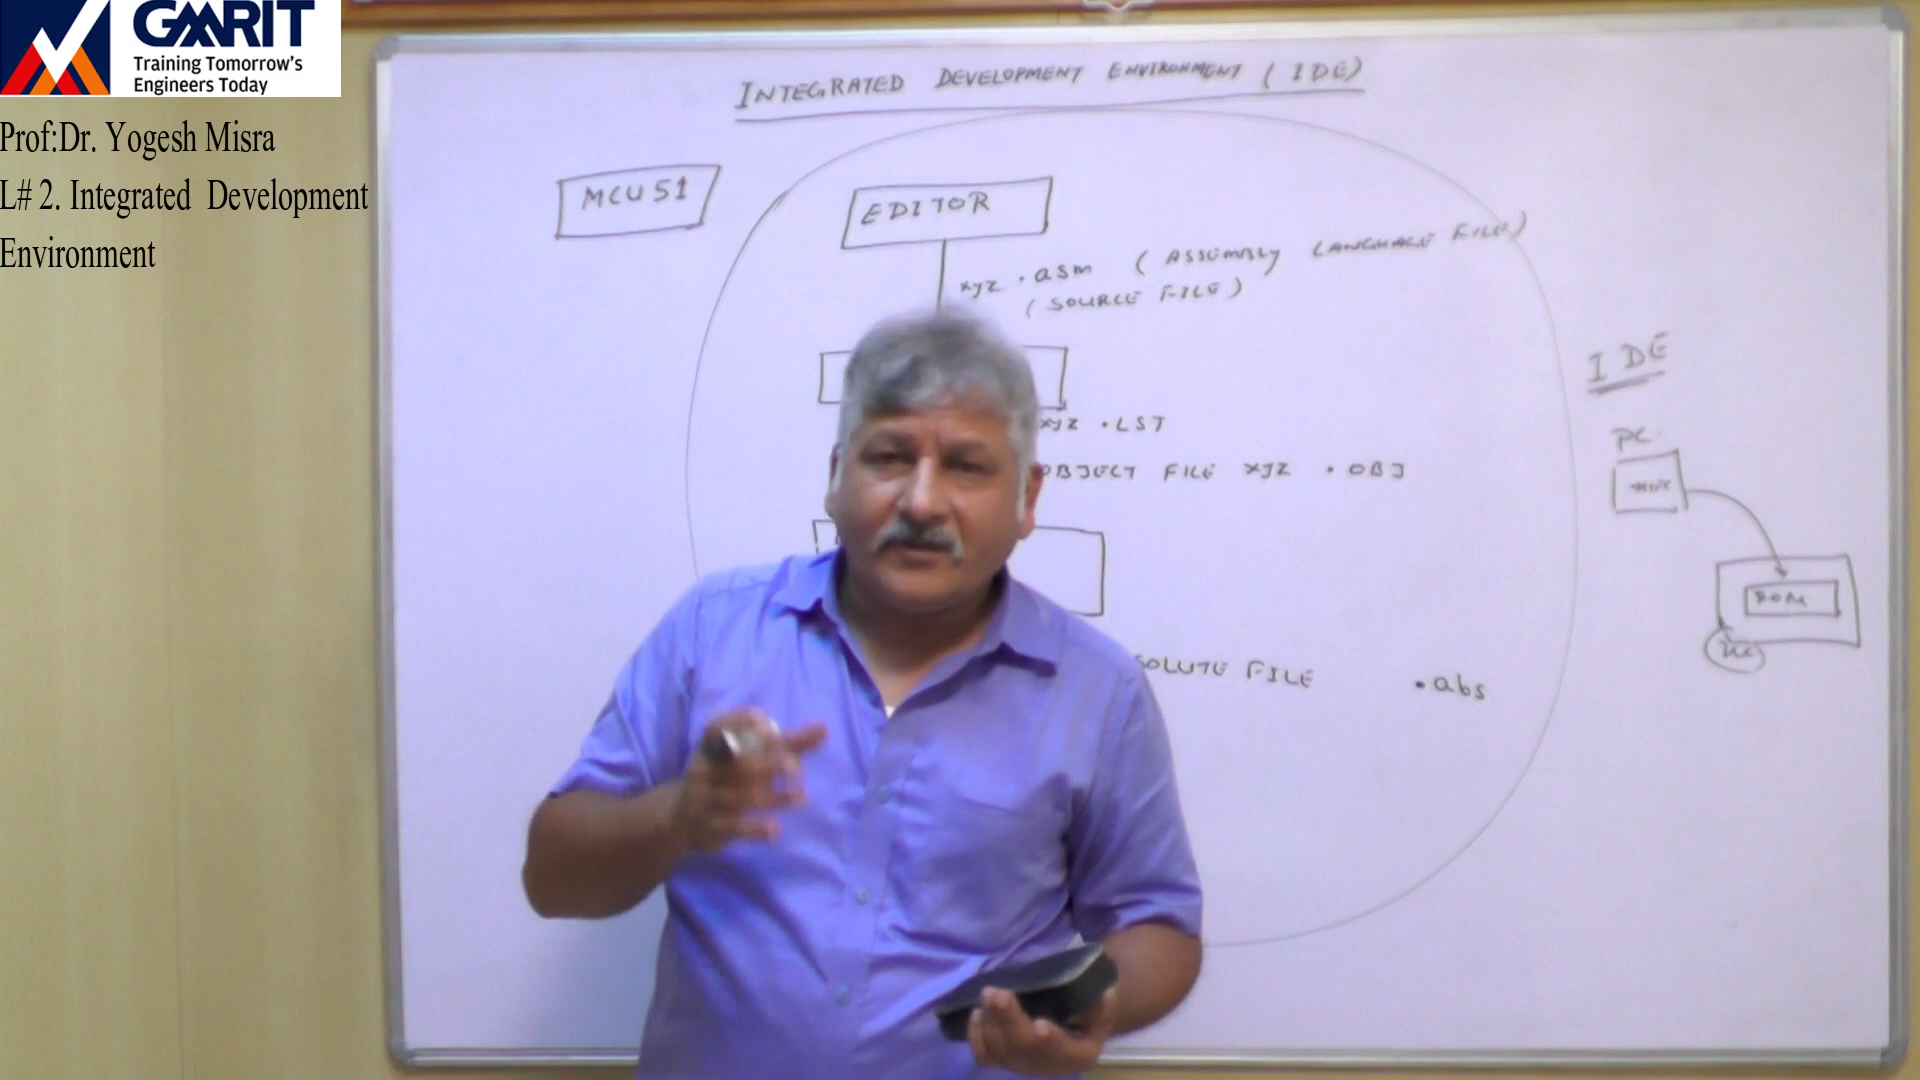 GMRIT
Training Tomorrow's
Engineers Today
Prof:Dr. Yogesh Misra
L# 2. Integrated Development
Environment
INTEGRATED DEVELOPMENT ENVIRONMENT (IDE)
MCU51
EDITOR
xyz .asm (ASSEMBLY LANGUAGE FILE)
(SOURCE FILE)
xyz .LST
OBJECT FILE xyz .OBJ
SOLUTE FILE .abs
IDE
PC
ROM